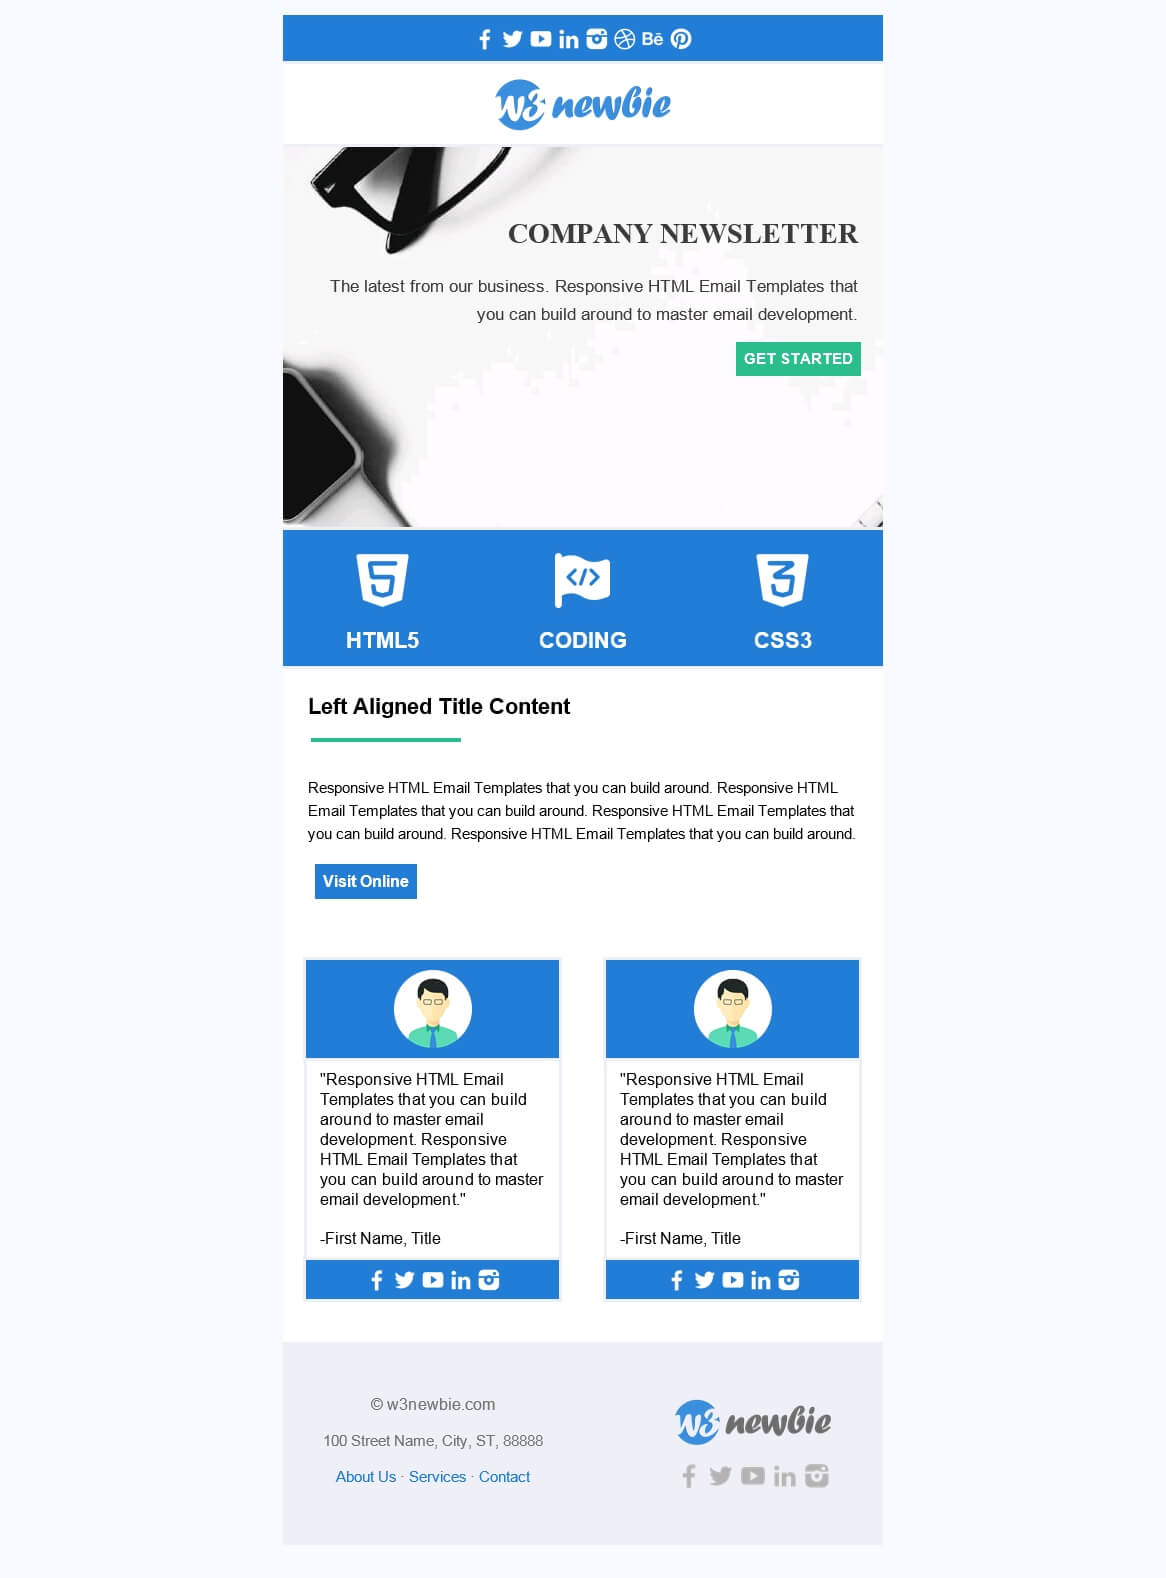 Bē
w3 newbie
COMPANY NEWSLETTER
The latest from our business. Responsive HTML Email Templates that
you can build around to master email development.
GET STARTED
5
</>
3
HTML5
CODING
CSS3
Left Aligned Title Content
Responsive HTML Email Templates that you can build around. Responsive HTML
Email Templates that you can build around. Responsive HTML Email Templates that
you can build around. Responsive HTML Email Templates that you can build around.
Visit Online
"Responsive HTML Email
Templates that you can build
around to master email
development. Responsive
HTML Email Templates that
you can build around to master
email development."
-First Name, Title
"Responsive HTML Email
Templates that you can build
around to master email
development. Responsive
HTML Email Templates that
you can build around to master
email development."
-First Name, Title
© w3newbie.com
100 Street Name, City, ST, 88888
About Us · Services · Contact
w3 newbie